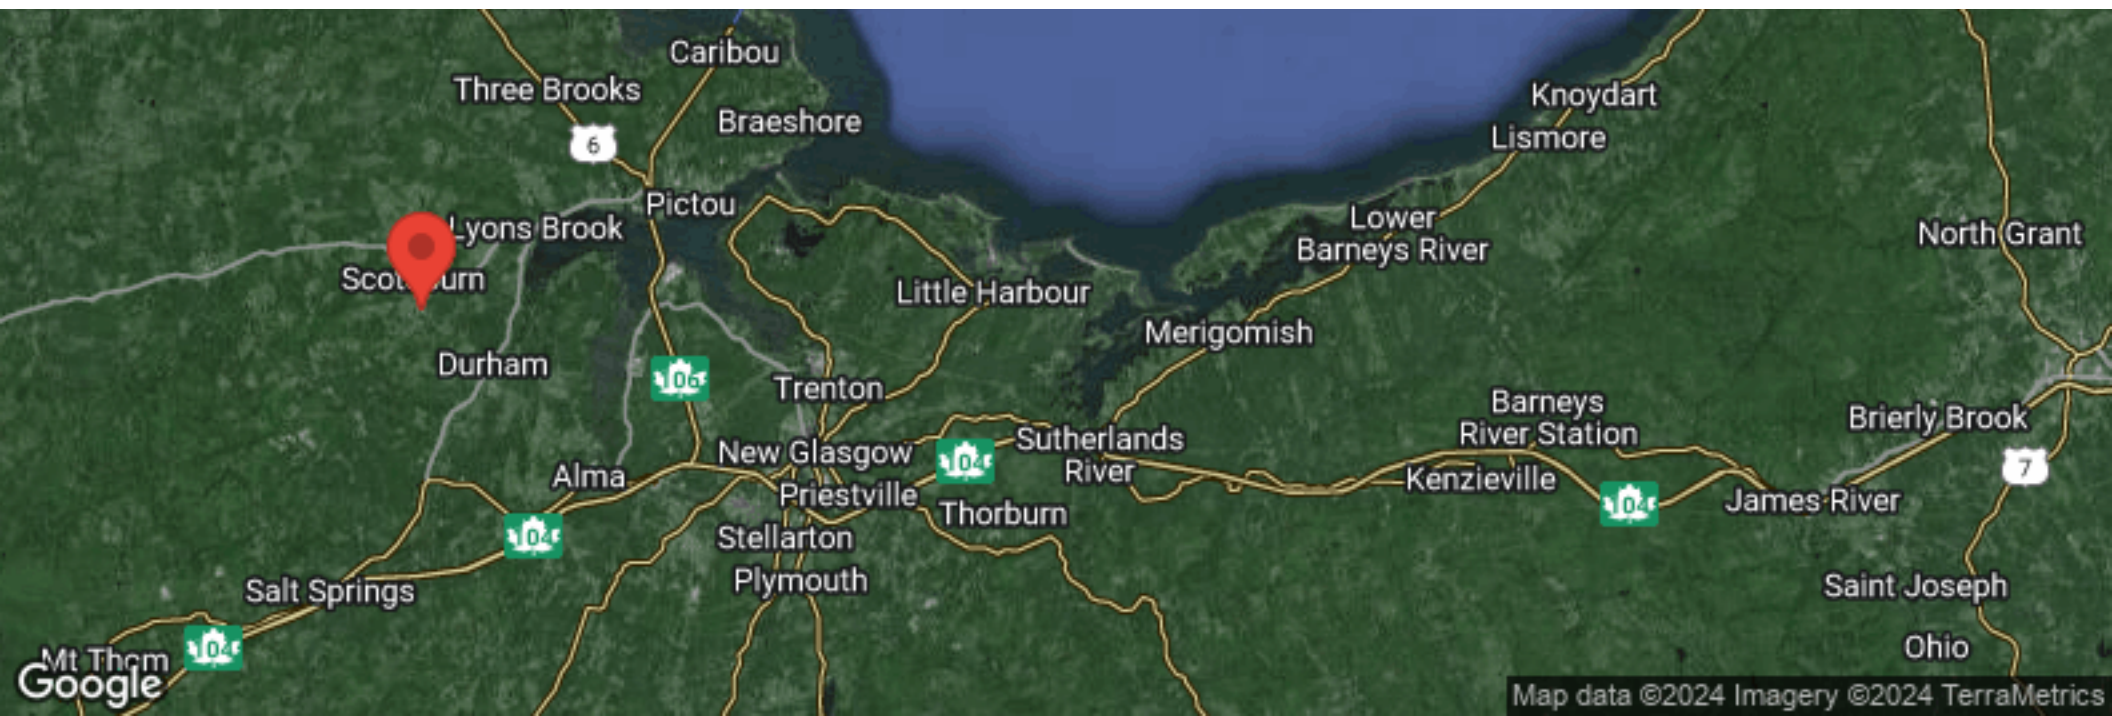 Caribou
Three Brooks
Knoydart
Braeshore
Lismore
6
Pictou
Lyons Brook
Lower
Barneys River
North Grant
Scotsburn
Little Harbour
Merigomish
Durham
106
Trenton
Barneys
River Station
Brierly Brook
New Glasgow
104
Sutherlands
River
7
Alma
Kenzieville
Priestville
104
James River
Thorburn
104
Stellarton
Plymouth
Saint Joseph
Salt Springs
104
Ohio
Mt Thom
Google
Map data ©2024 Imagery ©2024 TerraMetrics